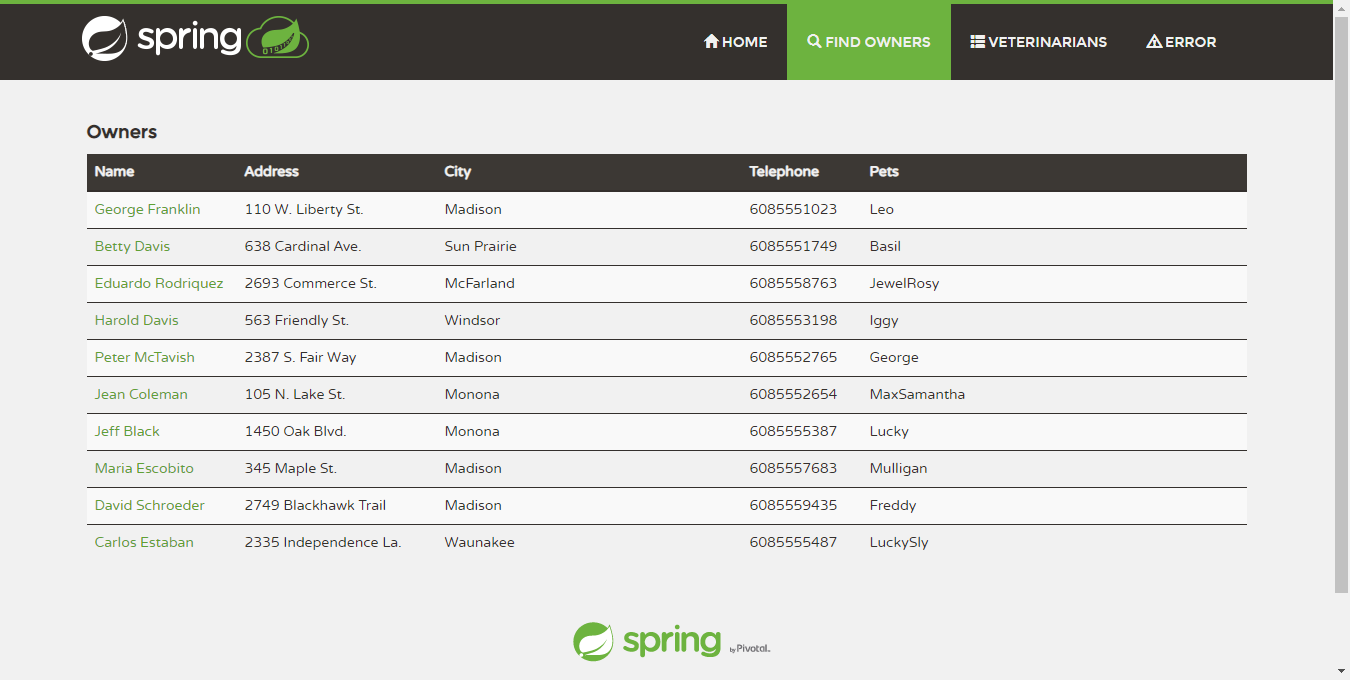 spring
HOME
FIND OWNERS
VETERINARIANS
ERROR
Owners
Name Address City Telephone Pets
George Franklin 110 W. Liberty St. Madison 6085551023 Leo
Betty Davis 638 Cardinal Ave. Sun Prairie 6085551749 Basil
Eduardo Rodriquez 2693 Commerce St. McFarland 6085558763 JewelRosy
Harold Davis 563 Friendly St. Windsor 6085553198 Iggy
Peter McTavish 2387 S. Fair Way Madison 6085552765 George
Jean Coleman 105 N. Lake St. Monona 6085552654 MaxSamantha
Jeff Black 1450 Oak Blvd. Monona 6085555387 Lucky
Maria Escobito 345 Maple St. Madison 6085557683 Mulligan
David Schroeder 2749 Blackhawk Trail Madison 6085559435 Freddy
Carlos Estaban 2335 Independence La. Waunakee 6085555487 LuckySly
spring by Pivotal.